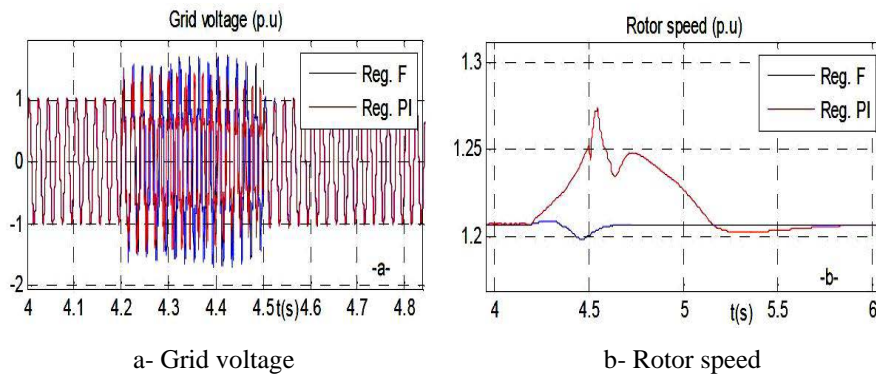 Grid voltage (p.u)
Reg. F
Reg. PI
1
0
-1
-2
-a-
4 4.1 4.2 4.3 4.4 4.5 t(s) 4.6 4.7 4.8
a- Grid voltage
Rotor speed (p.u)
Reg. F
Reg. PI
1.3
1.25
1.2
-b-
4 4.5 5 t(s) 5.5 6
b- Rotor speed